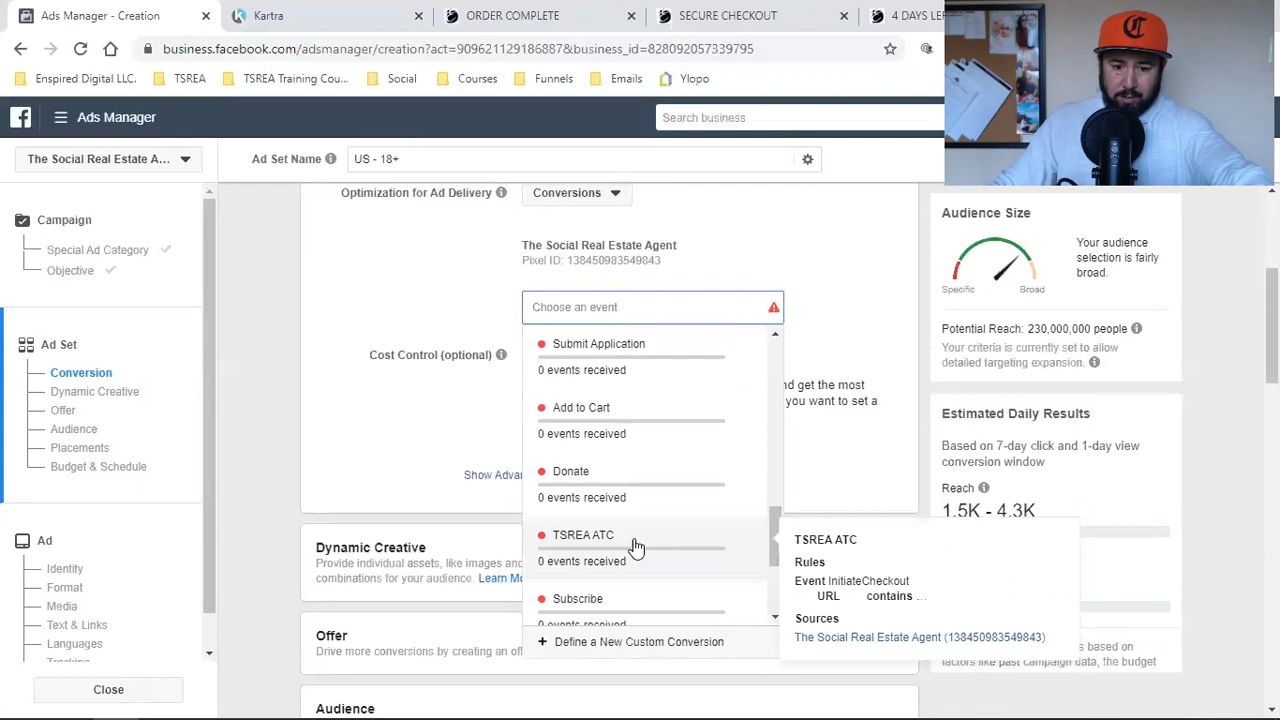 Ads Manager - Creation
Kartra
ORDER COMPLETE
SECURE CHECKOUT
4 DAYS LE
business.facebook.com/adsmanager/creation?act=909621129186887&business_id=828092057339795
Enspired Digital LLC.
TSREA
TSREA Training Cou...
Social
Courses
Funnels
Emails
Ylopo
Ads Manager
Search business
The Social Real Estate A...
Ad Set Name
US - 18+
Campaign
Special Ad Category
Objective
Ad Set
Conversion
Dynamic Creative
Offer
Audience
Placements
Budget & Schedule
Ad
Identity
Format
Media
Text & Links
Languages
Tracking
Close
Optimization for Ad Delivery
Conversions
The Social Real Estate Agent
Pixel ID: 138450983549843
Choose an event
Cost Control (optional)
nd get the most
you want to set a
Show Advan
Submit Application
0 events received
Add to Cart
0 events received
Donate
0 events received
TSREA ATC
0 events received
Subscribe
0 events received
+ Define a New Custom Conversion
Dynamic Creative
Provide individual assets, like images an
combinations for your audience. Learn Mo
Offer
Drive more conversions by creating an off
Audience
TSREA ATC
Rules
Event InitiateCheckout
URL contains ...
Sources
The Social Real Estate Agent (138450983549843)
Audience Size
Specific
Broad
Your audience
selection is fairly
broad.
Potential Reach: 230,000,000 people
Your criteria is currently set to allow
detailed targeting expansion.
Estimated Daily Results
Based on 7-day click and 1-day view
conversion window
Reach
1.5K - 4.3K
s based on
factors like past campaign data, the budget